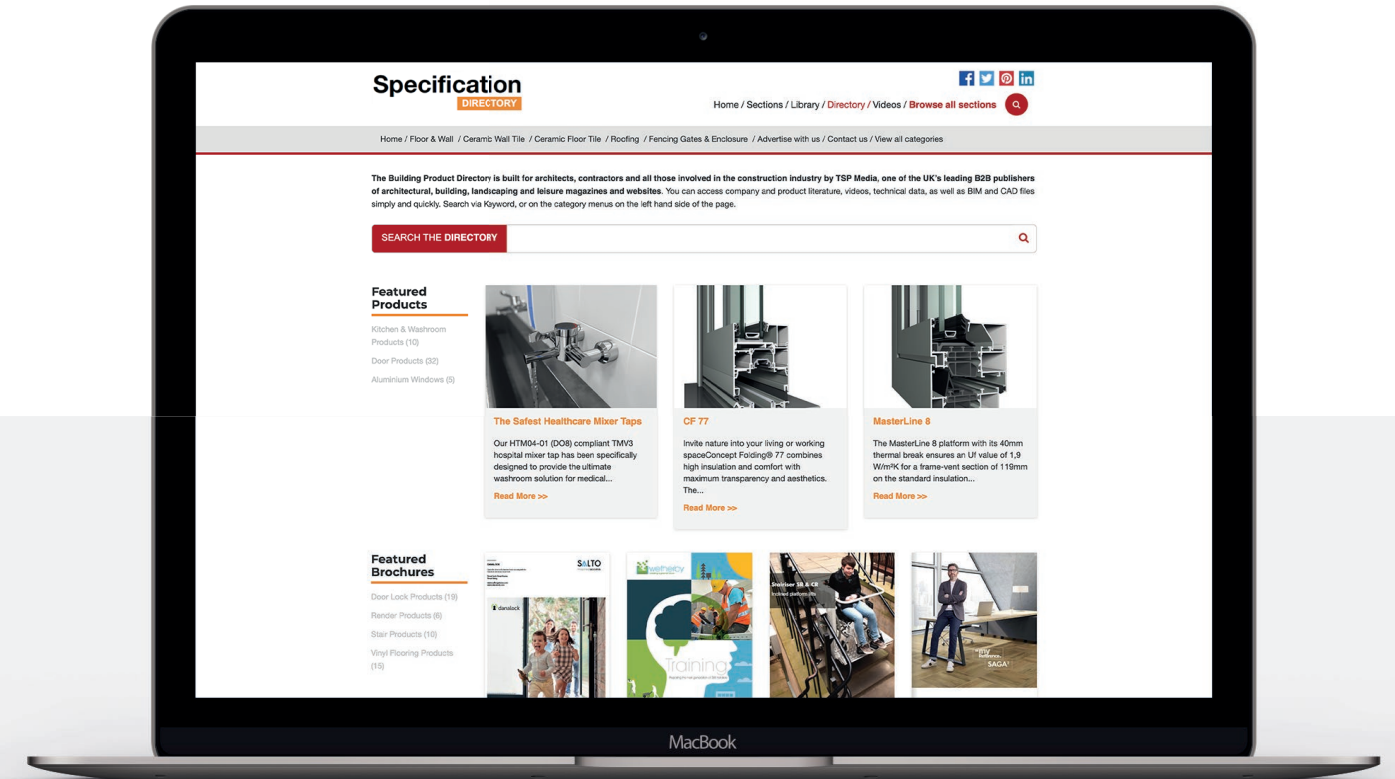 Specification
DIRECTORY
Home / Sections / Library / Directory / Videos / Browse all sections
Home / Floor & Wall / Ceramic Wall Tile / Ceramic Floor Tile / Roofing / Fencing Gates & Enclosure / Advertise with us / Contact us / View all categories
The Building Product Directory is built for architects, contractors and all those involved in the construction industry by TSP Media, one of the UK's leading B2B publishers
of architectural, building, landscaping and leisure magazines and websites. You can access company and product literature, videos, technical data, as well as BIM and CAD files
simply and quickly. Search via Keyword, or on the category menus on the left hand side of the page.
SEARCH THE DIRECTORY
Featured
Products
Kitchen & Washroom
Products (10)
Door Products (32)
Aluminium Windows (5)
The Safest Healthcare Mixer Taps
Our HTM04-01 (DO8) compliant TMV3
hospital mixer tap has been specifically
designed to provide the ultimate
washroom solution for medical...
Read More >>
CF 77
Invite nature into your living or working
spaceConcept Folding® 77 combines
high insulation and comfort with
maximum transparency and aesthetics.
The...
Read More >>
MasterLine 8
The MasterLine 8 platform with its 40mm
thermal break ensures an Uf value of 1,9
W/m²K for a frame-vent section of 119mm
on the standard insulation...
Read More >>
Featured
Brochures
Door Lock Products (19)
Render Products (6)
Stair Products (10)
Vinyl Flooring Products
(15)
SALTO
danalock
wetherby
Training
Stairiser SR & CR
Inclined platform lifts
"my
Reference.
SAGA"
MacBook